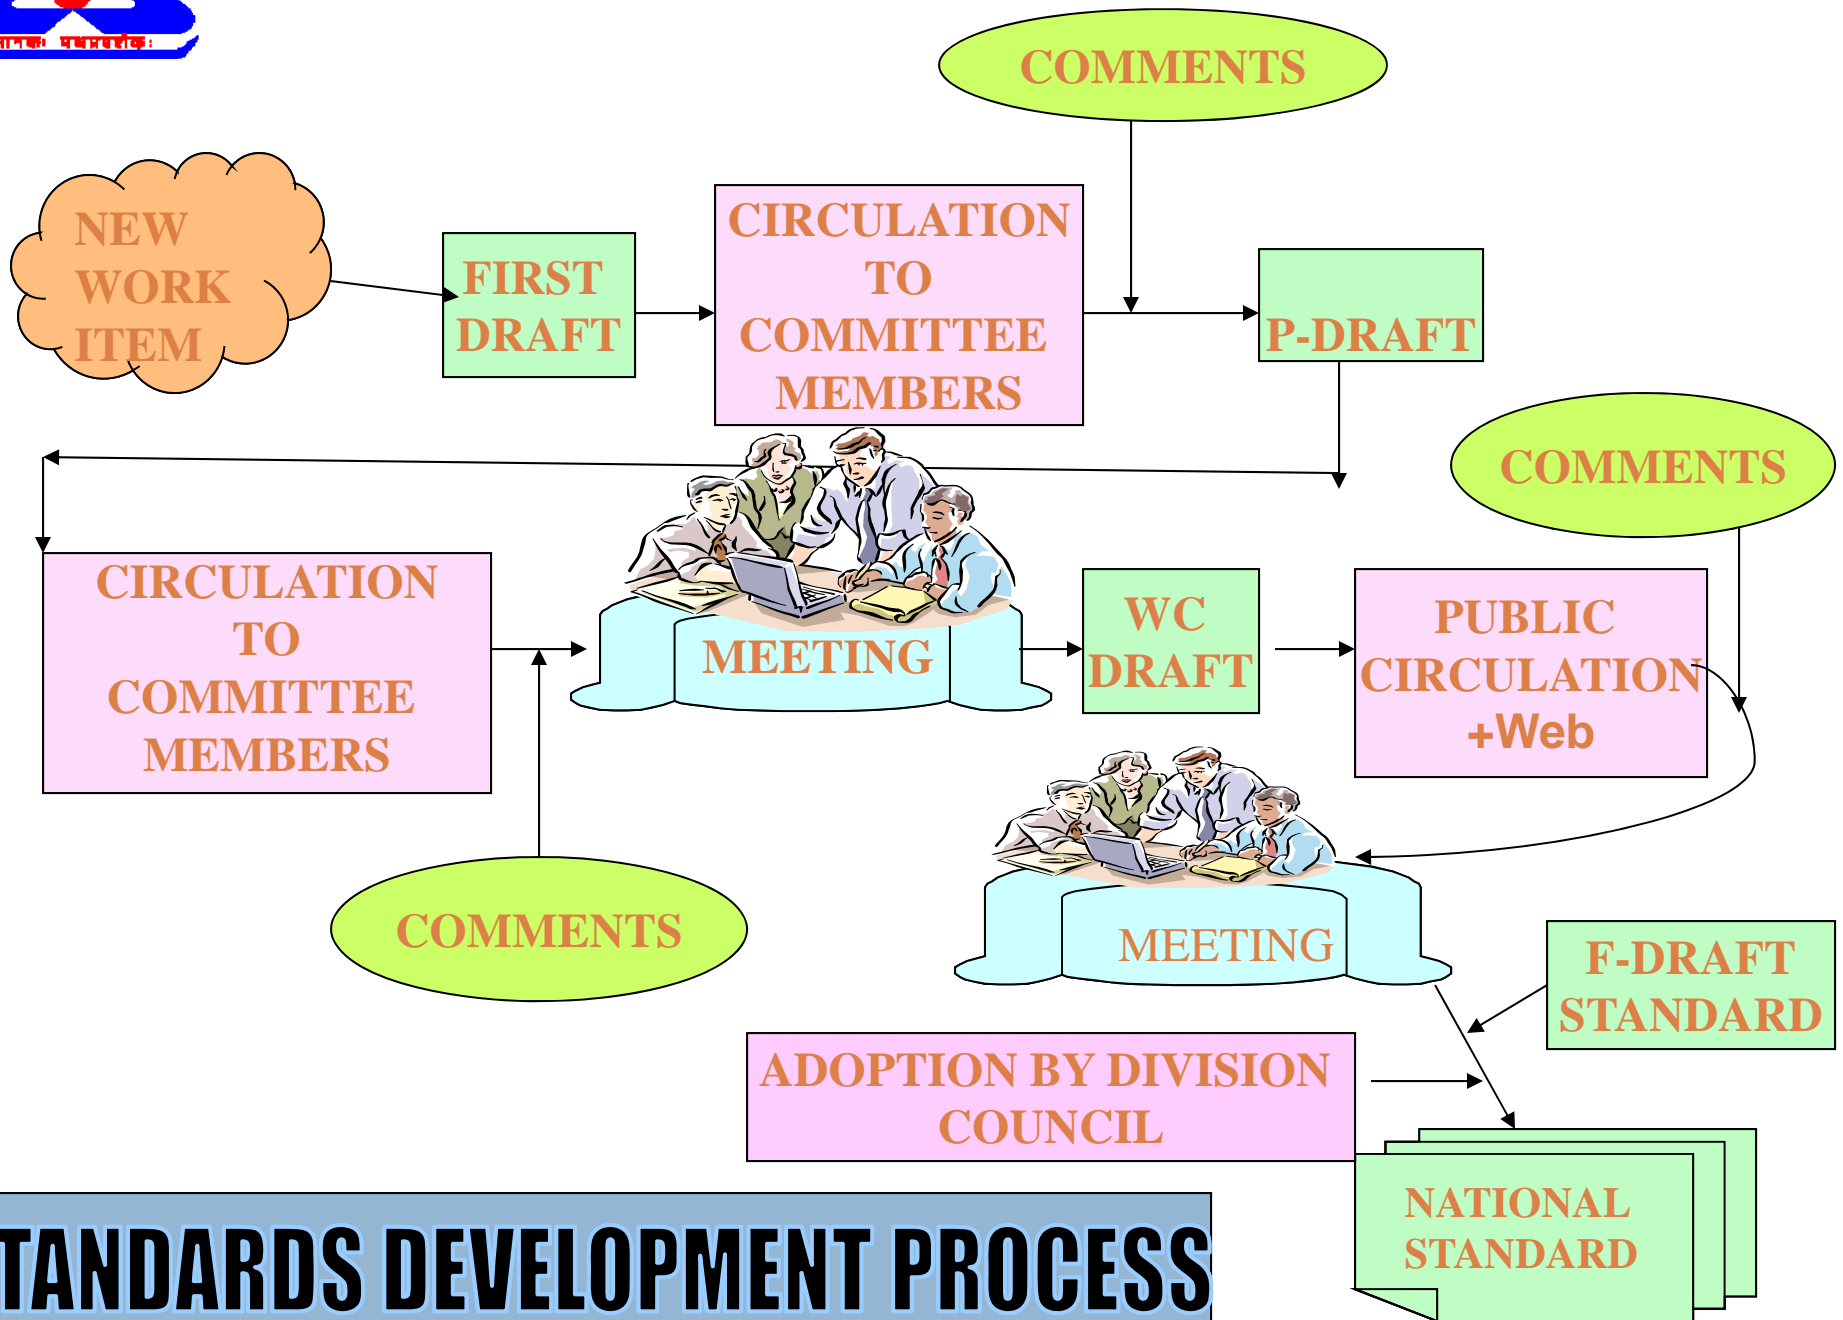 COMMENTS
NEW
WORK
ITEM
FIRST
DRAFT
CIRCULATION
TO
COMMITTEE
MEMBERS
P-DRAFT
COMMENTS
CIRCULATION
TO
COMMITTEE
MEMBERS
MEETING
WC
DRAFT
PUBLIC
CIRCULATION
+Web
COMMENTS
MEETING
F-DRAFT
STANDARD
ADOPTION BY DIVISION
COUNCIL
NATIONAL
STANDARD
TANDARDS DEVELOPMENT PROCESS